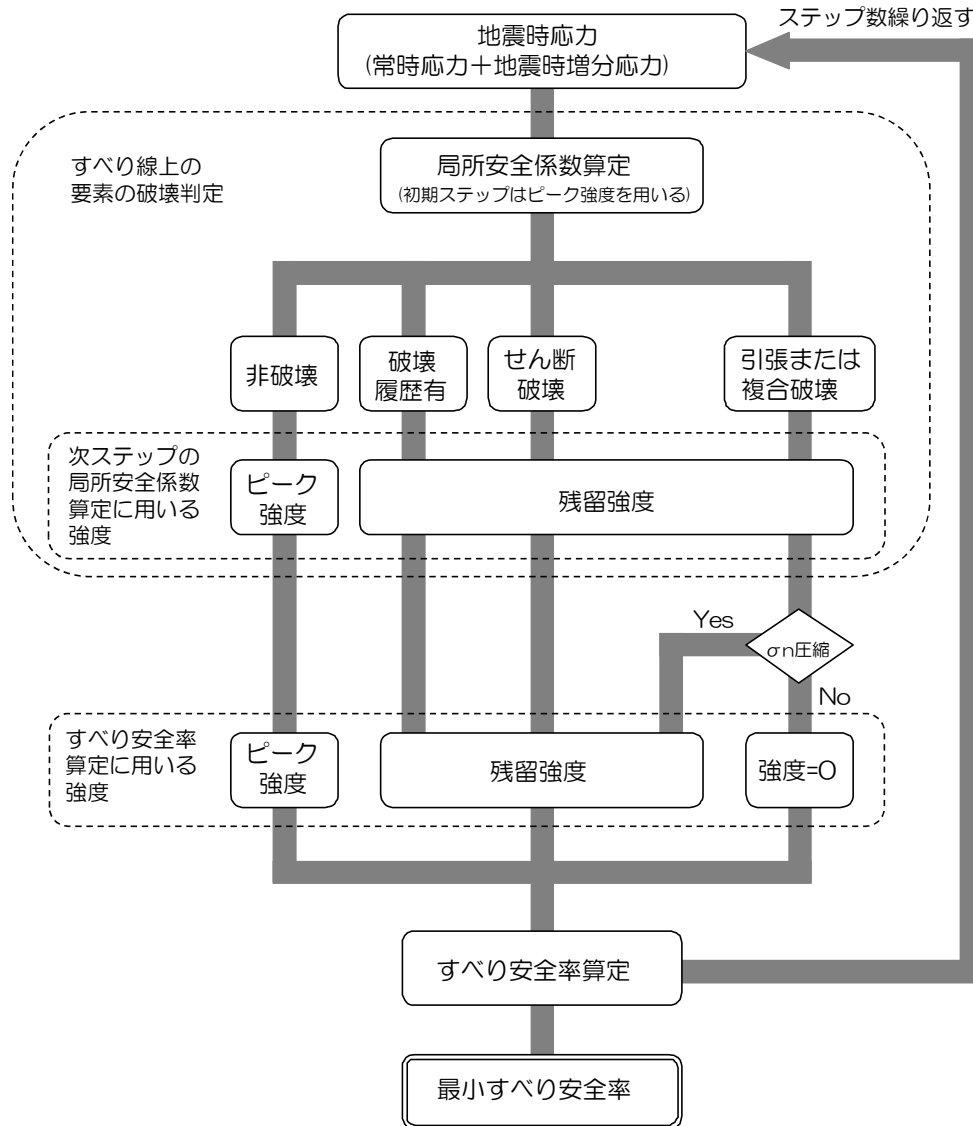 ステップ数繰り返す
地震時応力
(常時応力＋地震時増分応力)
すべり線上の
要素の破壊判定
局所安全係数算定
(初期ステップはピーク強度を用いる)
非破壊
破壊
履歴有
せん断
破壊
引張または
複合破壊
次ステップの
局所安全係数
算定に用いる
強度
ピーク
強度
残留強度
Yes
σn圧縮
No
すべり安全率
算定に用いる
強度
ピーク
強度
残留強度
強度=0
すべり安全率算定
最小すべり安全率